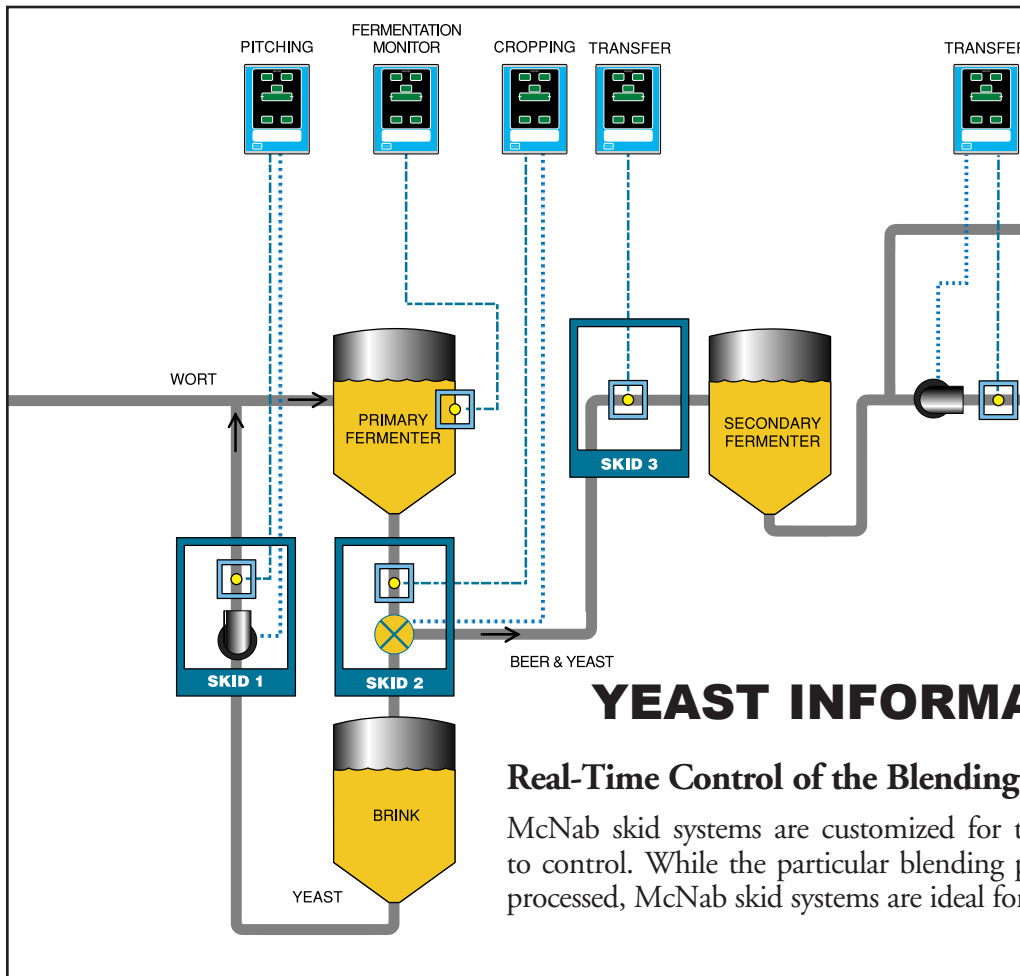 PITCHING
FERMENTATION
MONITOR
CROPPING
TRANSFER
TRANSFER
WORT
PRIMARY
FERMENTER
SECONDARY
FERMENTER
SKID 3
SKID 1
SKID 2
BEER & YEAST
BRINK
YEAST
YEAST INFORMA
Real-Time Control of the Blending
McNab skid systems are customized for t
to control. While the particular blending p
processed, McNab skid systems are ideal for